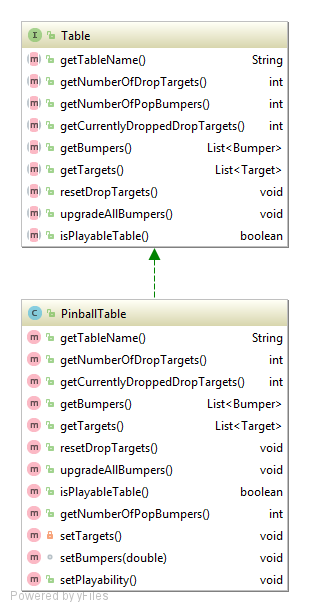 Table
getTableName() String
getNumberOfDropTargets() int
getNumberOfPopBumpers() int
getCurrentlyDroppedDropTargets() int
getBumpers() List<Bumper>
getTargets() List<Target>
resetDropTargets() void
upgradeAllBumpers() void
isPlayableTable() boolean
PinballTable
getTableName() String
getNumberOfDropTargets() int
getCurrentlyDroppedDropTargets() int
getBumpers() List<Bumper>
getTargets() List<Target>
resetDropTargets() void
upgradeAllBumpers() void
isPlayableTable() boolean
getNumberOfPopBumpers() int
setTargets() void
setBumpers(double) void
setPlayability() void
Powered by yFiles